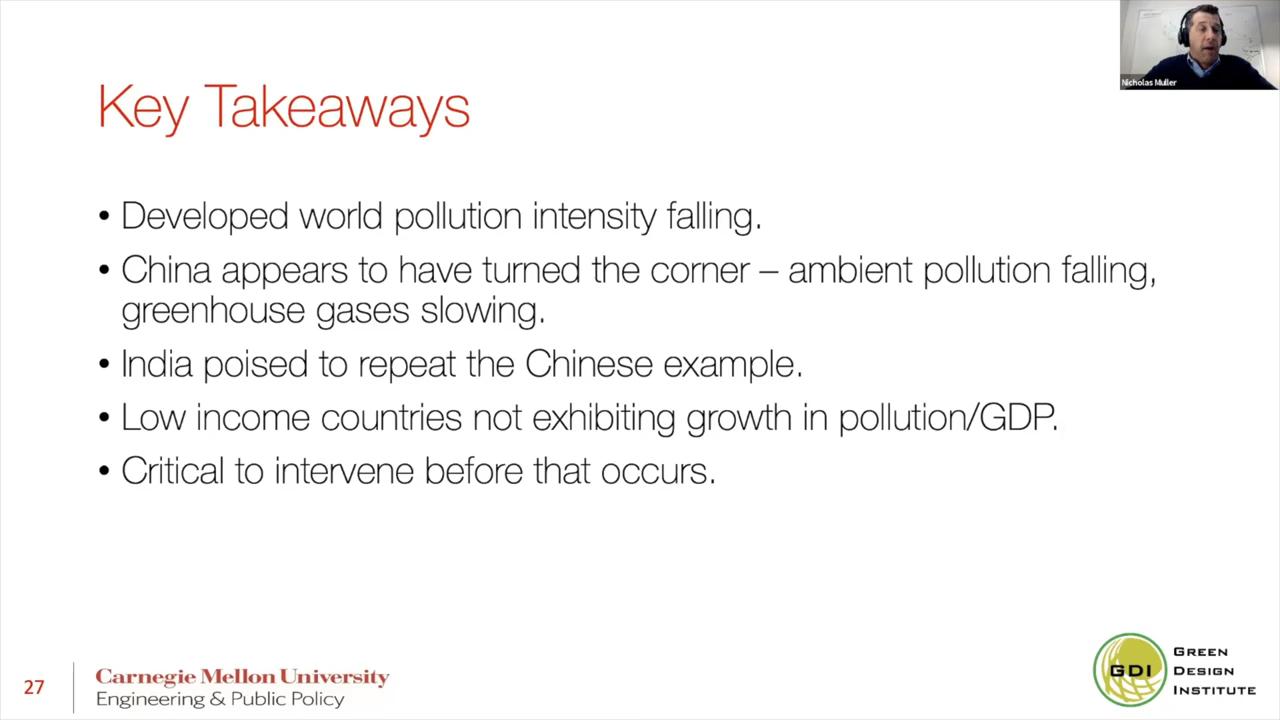 Nicholas Muller
Key Takeaways
• Developed world pollution intensity falling.
• China appears to have turned the corner – ambient pollution falling,
greenhouse gases slowing.
• India poised to repeat the Chinese example.
• Low income countries not exhibiting growth in pollution/GDP.
• Critical to intervene before that occurs.
27
Carnegie Mellon University
Engineering & Public Policy
GDI
GREEN
DESIGN
INSTITUTE